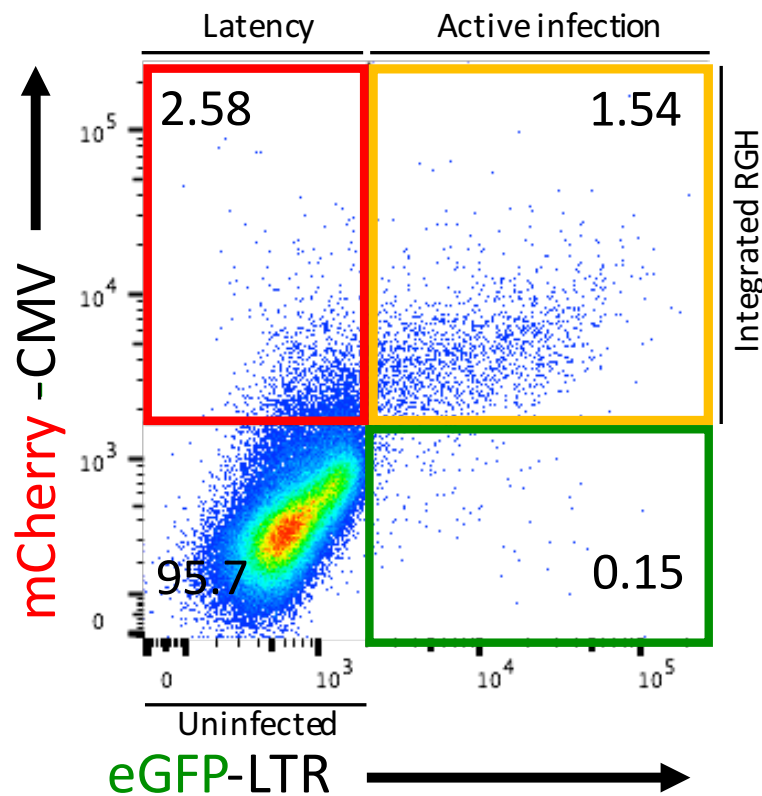 Latency
Active infection
2.58
1.54
10⁵
10⁴
10³
0
mCherry -CMV
Integrated RGH
95.7
0.15
0
10³
10⁴
10⁵
Uninfected
eGFP-LTR